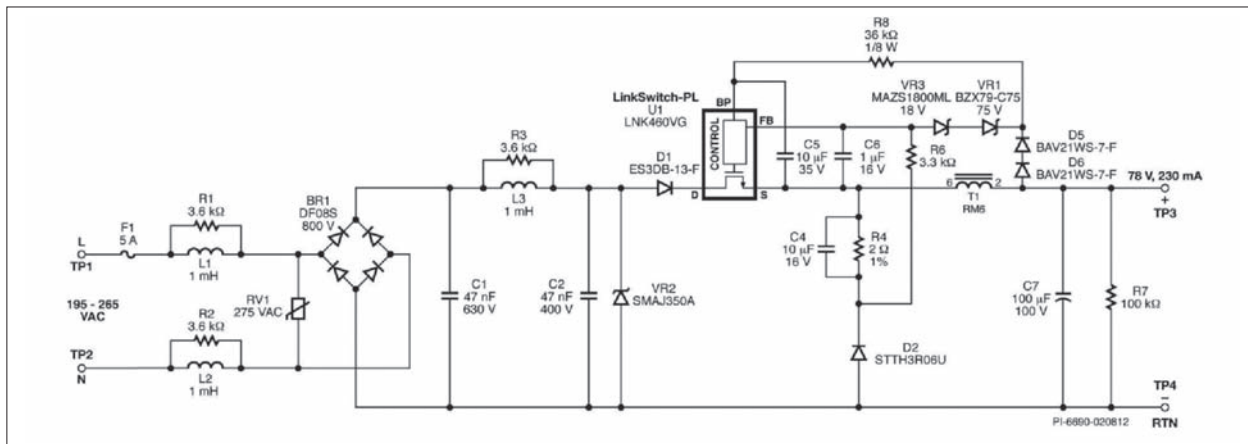 R8
36 kΩ
1/8 W
VR3
MAZS1800ML
18 V
VR1
BZX79-C75
75 V
LinkSwitch-PL
U1
LNK460VG
BP
FB
CONTROL
D
S
R3
3.6 kΩ
L3
1 mH
D1
ES3DB-13-F
C5
10 µF
35 V
C6
1 µF
16 V
R6
3.3 kΩ
D5
BAV21WS-7-F
D6
BAV21WS-7-F
6
2
T1
RM6
78 V, 230 mA
+
TP3
R1
3.6 kΩ
F1
5 A
L
TP1
L1
1 mH
BR1
DF08S
800 V
195 - 265
VAC
RV1
275 VAC
R2
3.6 kΩ
TP2
N
L2
1 mH
C1
47 nF
630 V
C2
47 nF
400 V
VR2
SMAJ350A
C4
10 µF
16 V
R4
2 Ω
1%
D2
STTH3R06U
C7
100 µF
100 V
R7
100 kΩ
TP4
–
RTN
PI-6690-020812